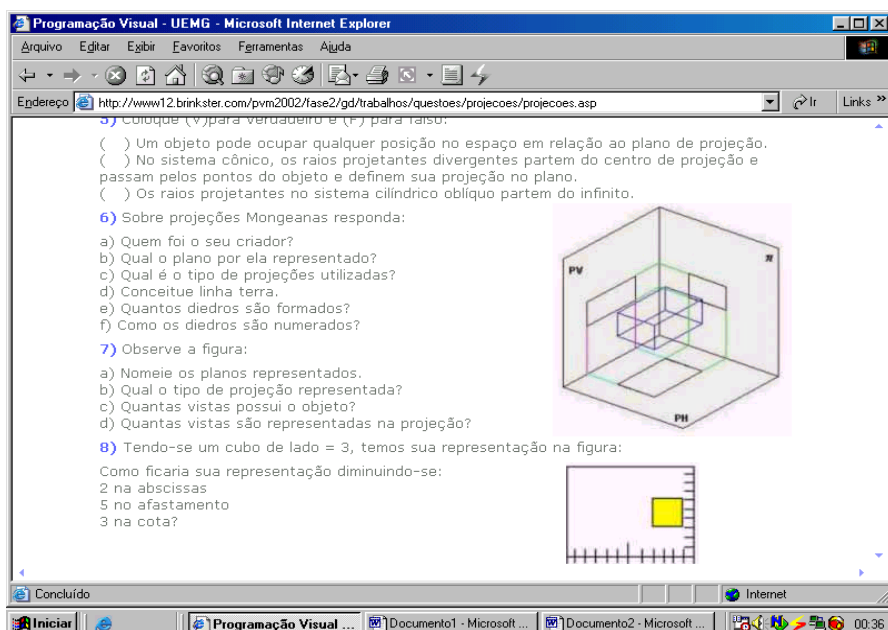 Programação Visual - UEMG - Microsoft Internet Explorer
Arquivo Editar Exibir Favoritos Ferramentas Ajuda
Endereço http://www12.brinkster.com/pvm2002/fase2/gd/trabalhos/questoes/projecoes/projecoes.asp Ir Links »
5) Coloque (V)para verdadeiro e (F) para falso:
( ) Um objeto pode ocupar qualquer posição no espaço em relação ao plano de projeção.
( ) No sistema cônico, os raios projetantes divergentes partem do centro de projeção e
passam pelos pontos do objeto e definem sua projeção no plano.
( ) Os raios projetantes no sistema cilíndrico oblíquo partem do infinito.
6) Sobre projeções Mongeanas responda:
a) Quem foi o seu criador?
b) Qual o plano por ela representado?
c) Qual é o tipo de projeções utilizadas?
d) Conceitue linha terra.
e) Quantos diedros são formados?
f) Como os diedros são numerados?
PV
π
PH
7) Observe a figura:
a) Nomeie os planos representados.
b) Qual o tipo de projeção representada?
c) Quantas vistas possui o objeto?
d) Quantas vistas são representadas na projeção?
8) Tendo-se um cubo de lado = 3, temos sua representação na figura:
Como ficaria sua representação diminuindo-se:
2 na abscissas
5 no afastamento
3 na cota?
Concluído Internet
Iniciar Programação Visual ... Documento1 - Microsoft ... Documento2 - Microsoft ... 00:36